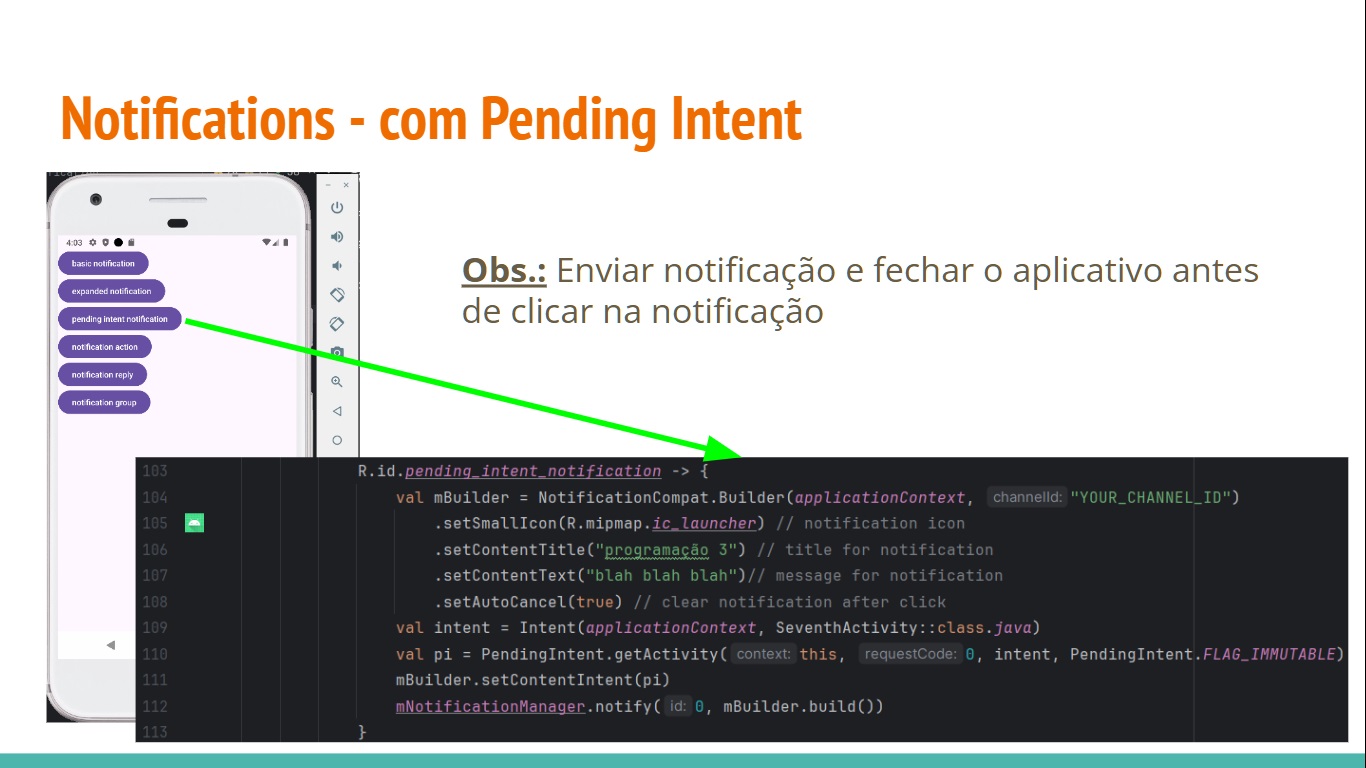 Notifications - com Pending Intent
4:03
basic notification
expanded notification
pending intent notification
notification action
notification reply
notification group
Obs.: Enviar notificação e fechar o aplicativo antes
de clicar na notificação
103 R.id.pending_intent_notification -> {
104 val mBuilder = NotificationCompat.Builder(applicationContext, channelId: "YOUR_CHANNEL_ID")
105 .setSmallIcon(R.mipmap.ic_launcher) // notification icon
106 .setContentTitle("programação 3") // title for notification
107 .setContentText("blah blah blah")// message for notification
108 .setAutoCancel(true) // clear notification after click
109 val intent = Intent(applicationContext, SeventhActivity::class.java)
110 val pi = PendingIntent.getActivity( context: this, requestCode: 0, intent, PendingIntent.FLAG_IMMUTABLE)
111 mBuilder.setContentIntent(pi)
112 mNotificationManager.notify( id: 0, mBuilder.build())
113 }